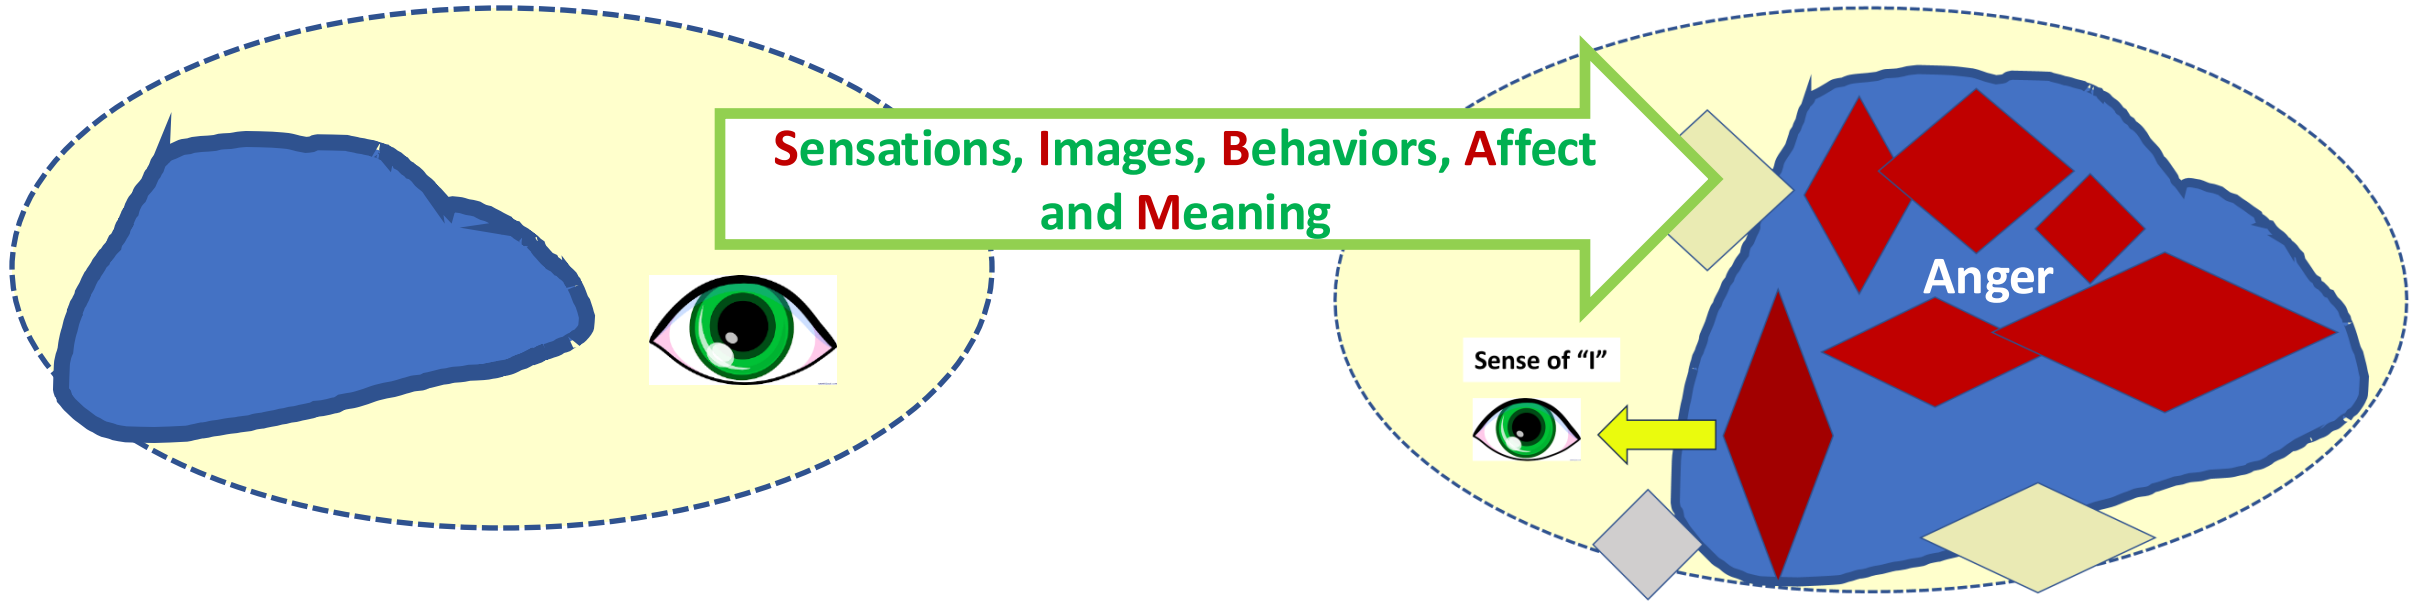 Sensations, Images, Behaviors, Affect
and Meaning
Anger
Sense of “I”